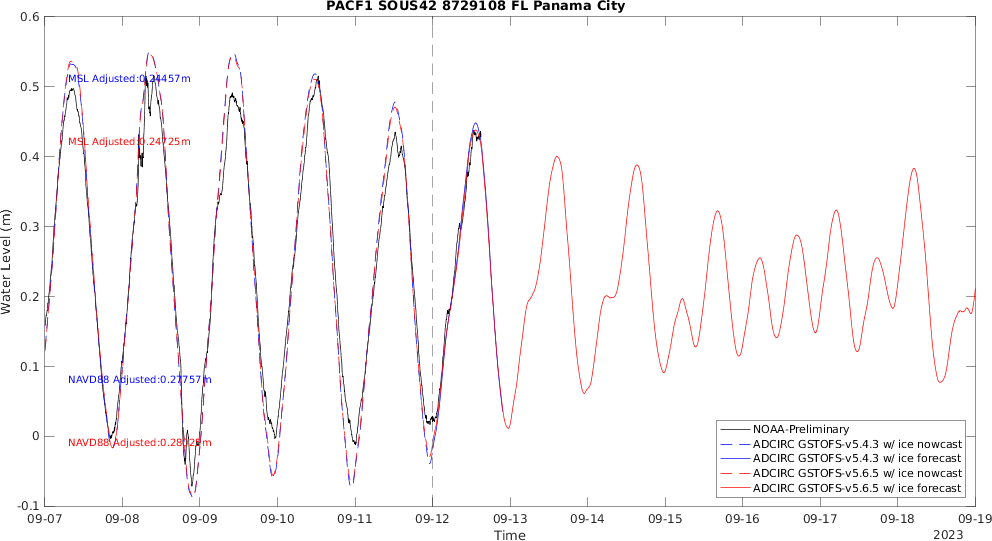 PACF1 SOUS42 8729108 FL Panama City
Water Level (m)
0.6
0.5
0.4
0.3
0.2
0.1
0
-0.1
MSL Adjusted:0.24457m
MSL Adjusted:0.24725m
NAVD88 Adjusted:0.27757m
NAVD88 Adjusted:0.28025m
NOAA-Preliminary
ADCIRC GSTOFS-v5.4.3 w/ ice nowcast
ADCIRC GSTOFS-v5.4.3 w/ ice forecast
ADCIRC GSTOFS-v5.6.5 w/ ice nowcast
ADCIRC GSTOFS-v5.6.5 w/ ice forecast
09-07 09-08 09-09 09-10 09-11 09-12 09-13 09-14 09-15 09-16 09-17 09-18 09-19
Time
2023